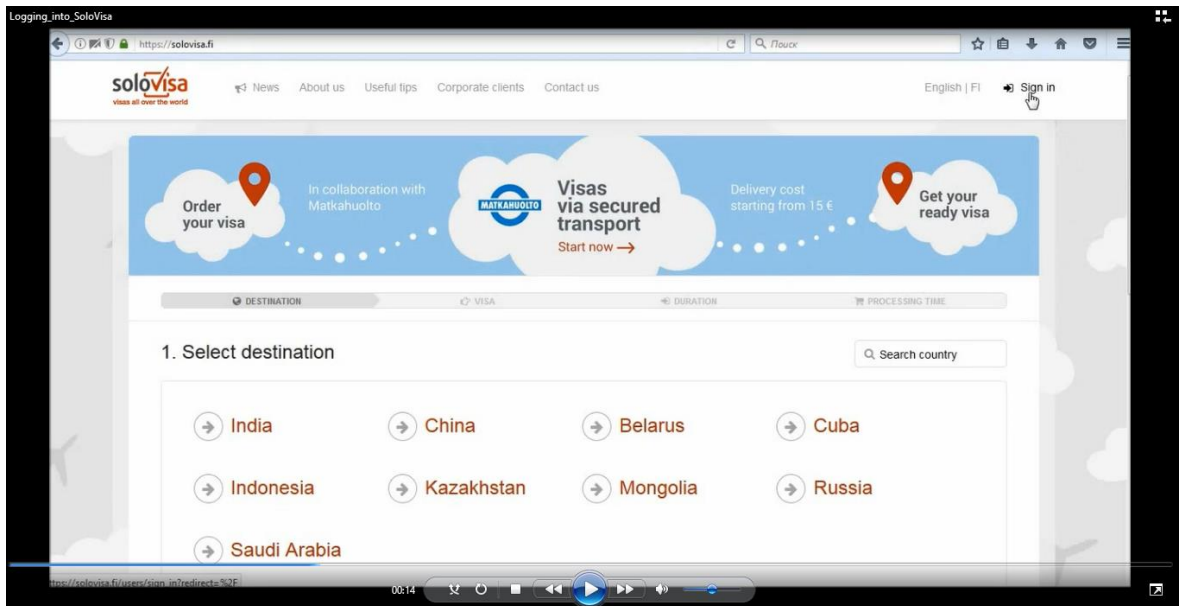 Logging_into_SoloVisa
https://solovisa.fi
Поиск
solovisa
visas all over the world
News About us Useful tips Corporate clients Contact us
English | FI Sign in
Order
your visa
In collaboration with
Matkahuolto
MATKAHUOLTO
Visas
via secured
transport
Start now
Delivery cost
starting from 15 €
Get your
ready visa
DESTINATION VISA DURATION PROCESSING TIME
1. Select destination
Search country
India China Belarus Cuba
Indonesia Kazakhstan Mongolia Russia
Saudi Arabia
ttps://solovisa.fi/users/sign_in?redirect=%2F
00:14